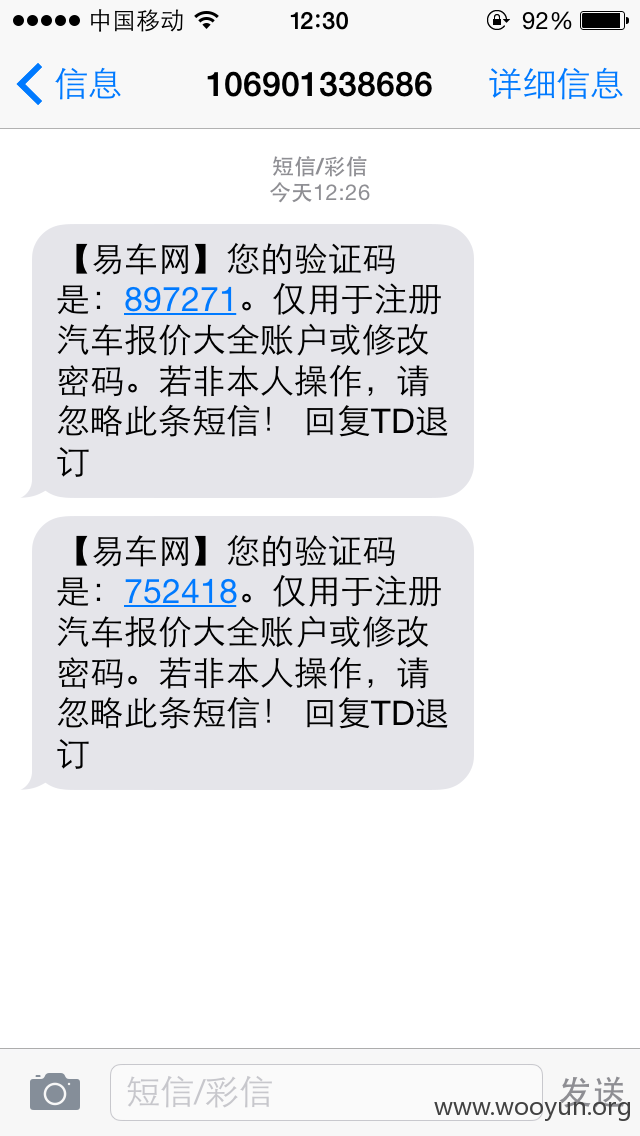 中国移动 12:30 92%
信息 106901338686 详细信息
短信/彩信
今天12:26
【易车网】您的验证码
是：897271。仅用于注册
汽车报价大全账户或修改
密码。若非本人操作，请
忽略此条短信！ 回复TD退
订
【易车网】您的验证码
是：752418。仅用于注册
汽车报价大全账户或修改
密码。若非本人操作，请
忽略此条短信！ 回复TD退
订
短信/彩信 发送
www.wooyun.org